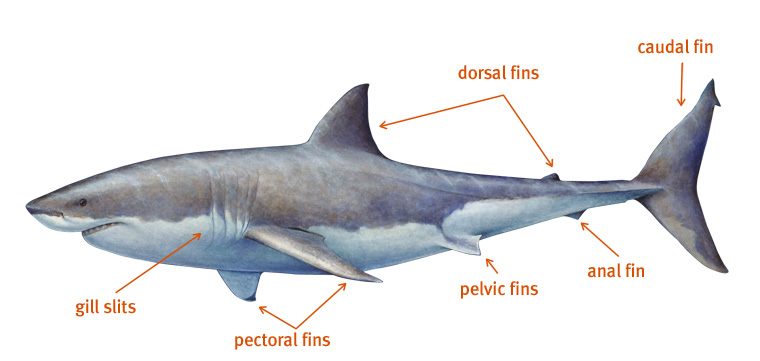 caudal fin
dorsal fins
anal fin
pelvic fins
gill slits
pectoral fins